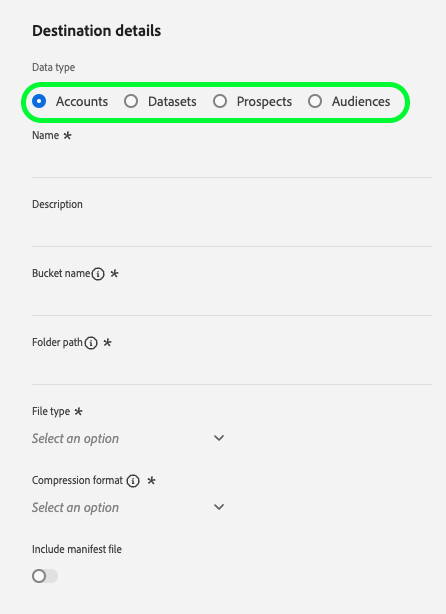 Destination details
Data type
Accounts Datasets Prospects Audiences
Name *
Description
Bucket name *
Folder path *
File type *
Select an option
Compression format *
Select an option
Include manifest file